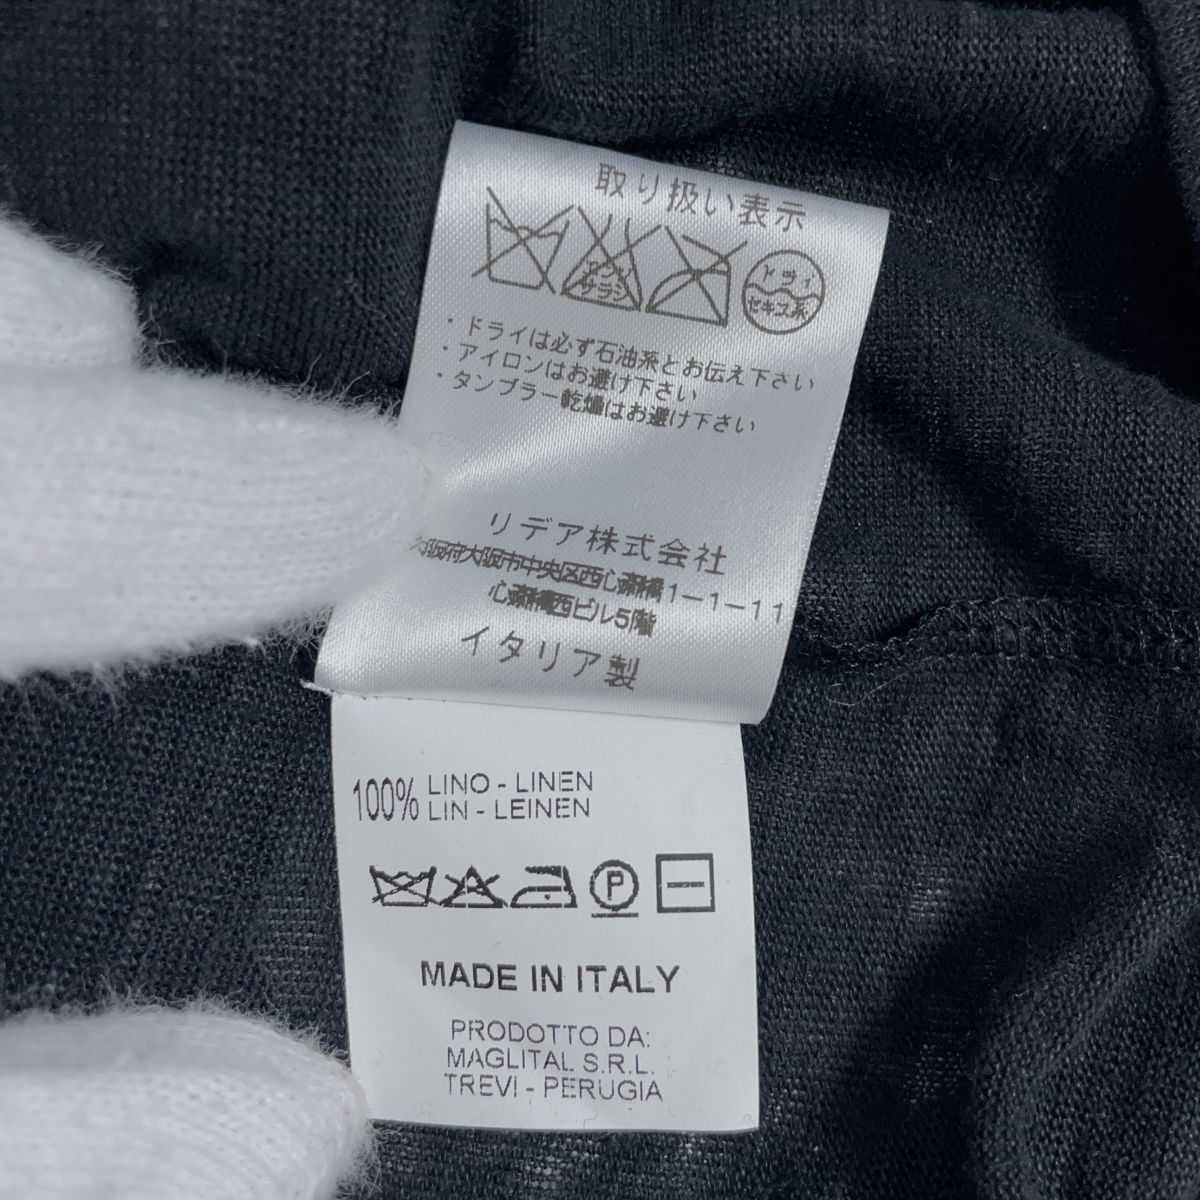 取り扱い表示
エンソ サラシ
ドライ セキユ系
・ドライは必ず石油系とお伝え下さい
・アイロンはお避け下さい
・タンブラー乾燥はお避け下さい
リデア株式会社
大阪府大阪市中央区西心斎橋1-1-11
心斎橋西ビル5階
イタリア製
100% LINO - LINEN
LIN - LEINEN
P
MADE IN ITALY
PRODOTTO DA:
MAGLITAL S.R.L.
TREVI - PERUGIA